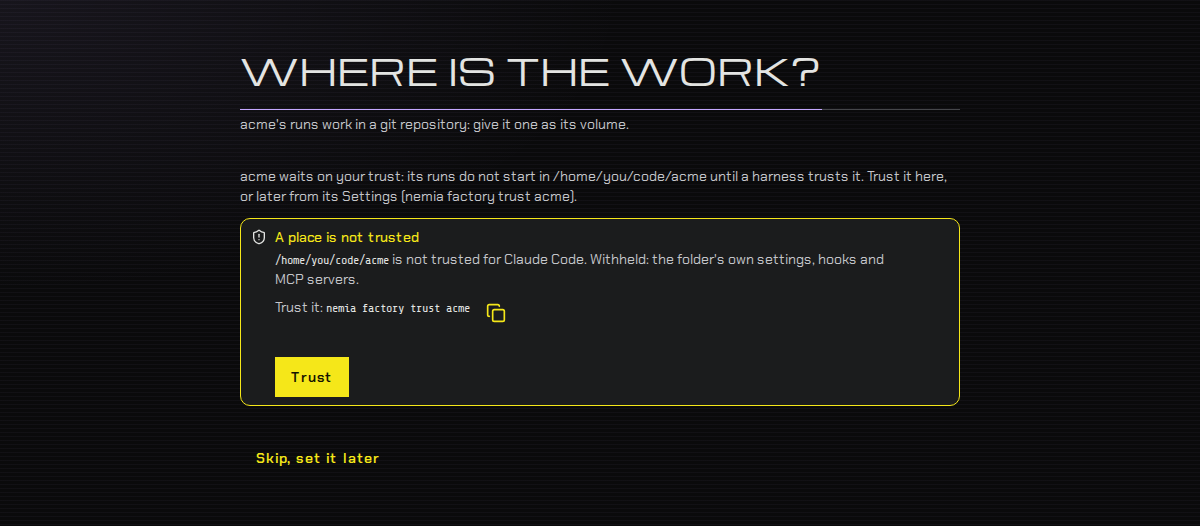 WHERE IS THE WORK?
acme's runs work in a git repository: give it one as its volume.
acme waits on your trust: its runs do not start in /home/you/code/acme until a harness trusts it. Trust it here,
or later from its Settings (nemia factory trust acme).
A place is not trusted
/home/you/code/acme is not trusted for Claude Code. Withheld: the folder's own settings, hooks and
MCP servers.
Trust it: nemia factory trust acme
Trust
Skip, set it later